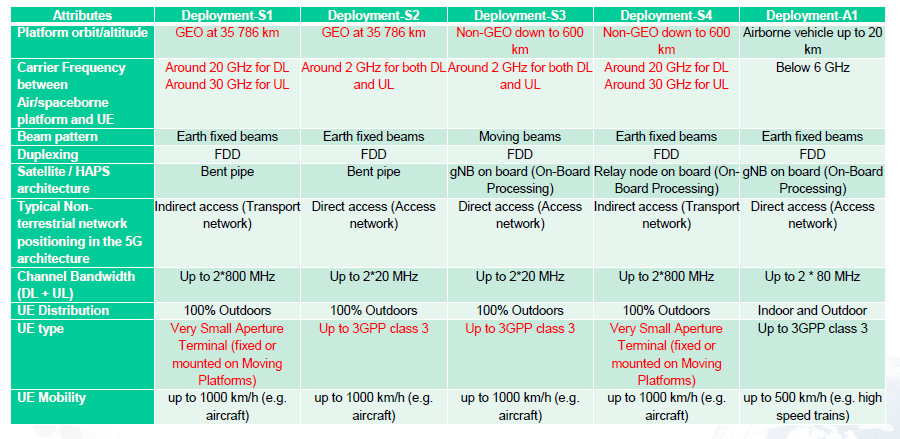 Attributes Deployment-S1 Deployment-S2 Deployment-S3 Deployment-S4 Deployment-A1
Platform orbit/altitude GEO at 35 786 km GEO at 35 786 km Non-GEO down to 600 Non-GEO down to 600 Airborne vehicle up to 20
km km km
Carrier Frequency Around 20 GHz for DL Around 2 GHz for both DL Around 2 GHz for both DL Around 20 GHz for DL Below 6 GHz
between Around 30 GHz for UL and UL and UL Around 30 GHz for UL
Air/spaceborne
platform and UE
Beam pattern Earth fixed beams Earth fixed beams Moving beams Earth fixed beams Earth fixed beams
Duplexing FDD FDD FDD FDD FDD
Satellite / HAPS Bent pipe Bent pipe gNB on board (On-Board Relay node on board (On- gNB on board (On-Board
architecture Processing) Board Processing) Processing)
Typical Non- Indirect access (Transport Direct access (Access Direct access (Access Indirect access (Transport Direct access (Access
terrestrial network network) network) network) network) network)
positioning in the 5G
architecture
Channel Bandwidth Up to 2*800 MHz Up to 2*20 MHz Up to 2*20 MHz Up to 2*800 MHz Up to 2 * 80 MHz
(DL + UL)
UE Distribution 100% Outdoors 100% Outdoors 100% Outdoors 100% Outdoors Indoor and Outdoor
UE type Very Small Aperture Up to 3GPP class 3 Up to 3GPP class 3 Very Small Aperture Up to 3GPP class 3
Terminal (fixed or Terminal (fixed or
mounted on Moving mounted on Moving
Platforms) Platforms)
UE Mobility up to 1000 km/h (e.g. up to 1000 km/h (e.g. up to 1000 km/h (e.g. up to 1000 km/h (e.g. up to 500 km/h (e.g. high
aircraft) aircraft) aircraft) aircraft) speed trains)